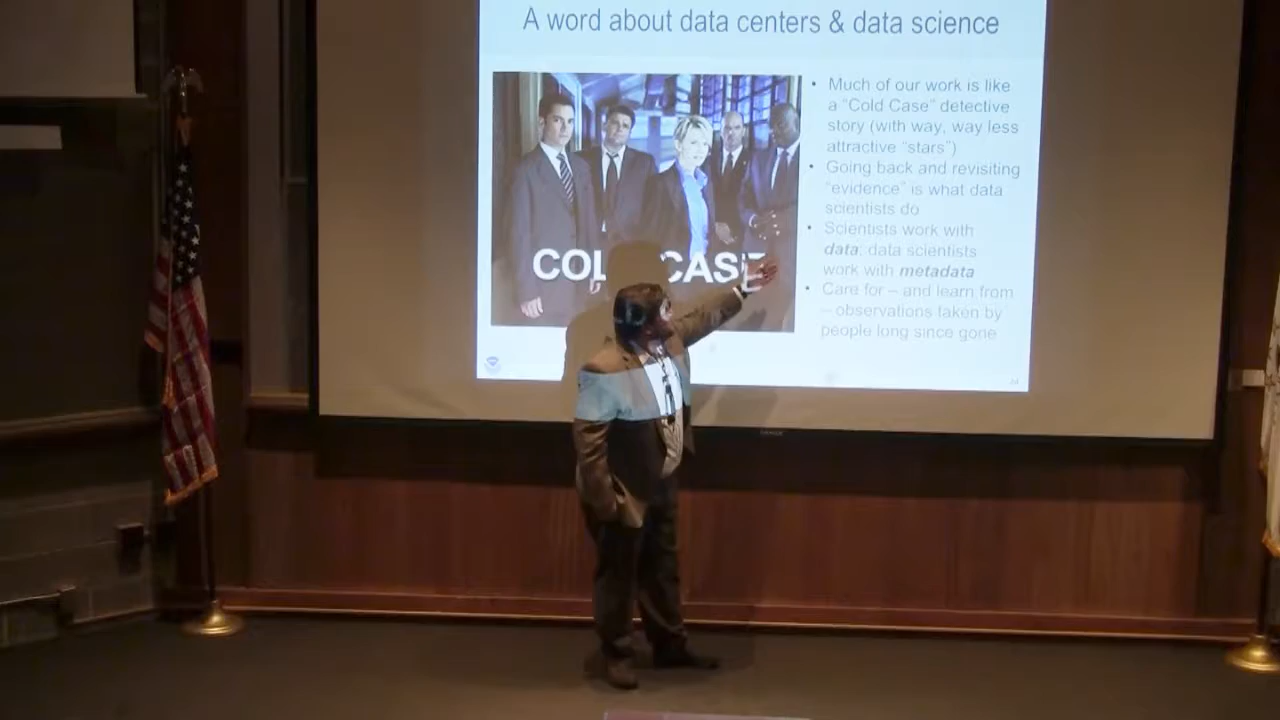 A word about data centers & data science
• Much of our work is like
a "Cold Case" detective
story (with way, way less
attractive "stars")
• Going back and revisiting
"evidence" is what data
scientists do
• Scientists work with
data; data scientists
work with metadata
• Care for – and learn from
– observations taken by
people long since gone
COL CASE